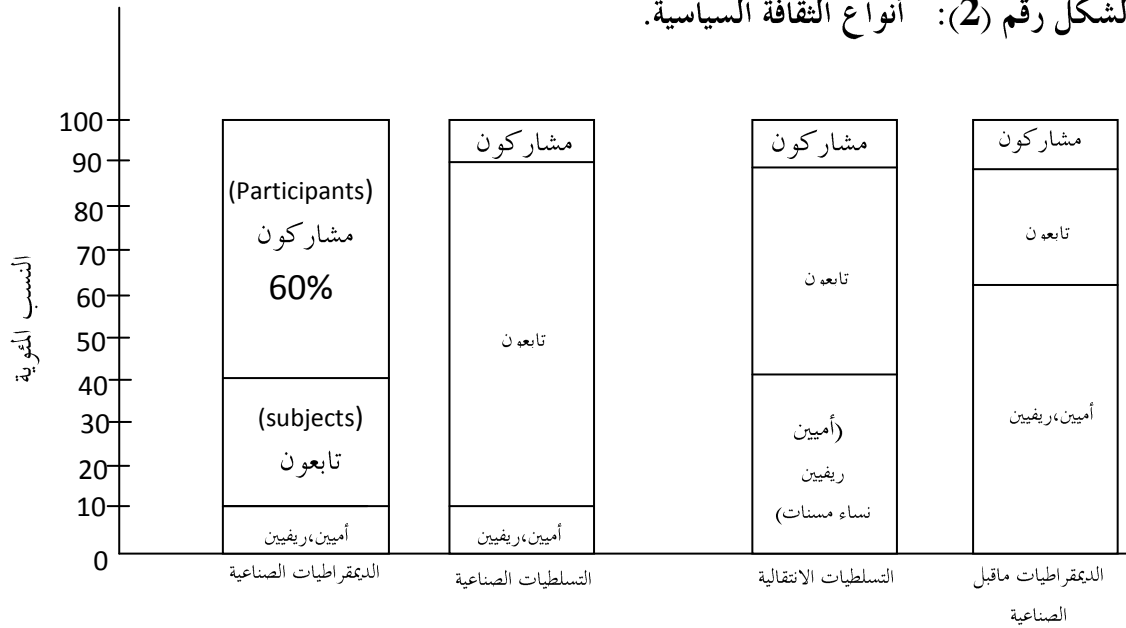 لشكل رقم (2): أنواع الثقافة السياسية.
النسب المئوية
100
90
80
70
60
50
40
30
20
10
0
(Participants)
مشاركون
60%
(subjects)
تابعون
أميين،ريفيين
الديمقراطيات الصناعية
مشاركون
تابعون
أميين،ريفيين
التسلطيات الصناعية
مشاركون
تابعون
(أميين
ريفيين
نساء مسنات)
التسلطيات الانتقالية
مشاركون
تابعون
أميين،ريفيين
الديمقراطيات ماقبل
الصناعية